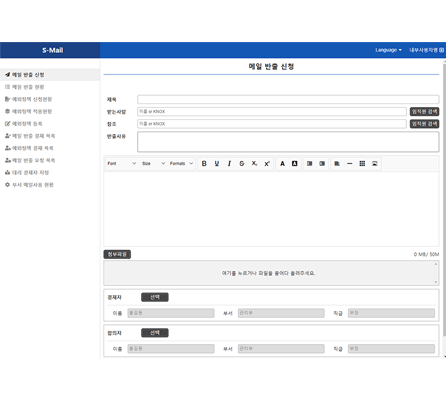 S-Mail
Language
내부사용자명
메일 반출 신청
메일 반출 신청
메일 반출 현황
예외정책 신청현황
예외정책 적용현황
예외정책 등록
메일 반출 결재 목록
예외정책 결재 목록
메일 반출 요청 목록
대리 결재자 지정
부서 메일사용 현황
제목
받는사람 이름 or KNOX 임직원 검색
참조 이름 or KNOX 임직원 검색
반출사유
Font Size Formats B U I S X₂ X² A A
첨부파일 0 MB/ 50M
여기를 누르거나 파일을 끌어다 올려주세요.
결재자 선택
이름 홍길동 부서 관리부 직급 부장
합의자 선택
이름 홍길동 부서 관리부 직급 부장